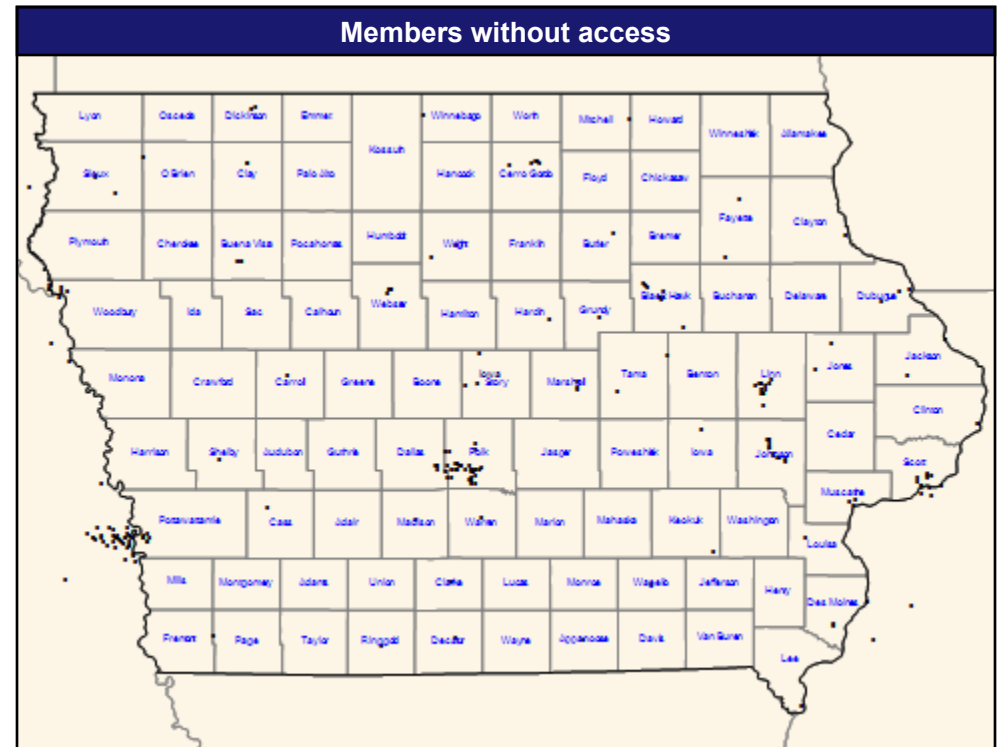 Members without access
Lyon Osceola Dickinson Emmet Winnebago Worth Mitchell Howard Winneshiek Allamakee
Kossuth
Sioux O'Brien Clay Palo Alto Hancock Cerro Gordo Floyd Chickasaw
Fayette Clayton
Plymouth Cherokee Buena Vista Pocahontas Humboldt Wright Franklin Butler Bremer
Woodbury Ida Sac Calhoun Webster Hamilton Hardin Grundy Black Hawk Buchanan Delaware Dubuque
Jackson
Monona Crawford Carroll Greene Boone Iowa Story Marshall Tama Benton Linn Jones
Clinton
Harrison Shelby Audubon Guthrie Dallas Polk Jasper Poweshiek Iowa Johnson Cedar
Scott
Muscatine
Pottawattamie Cass Adair Madison Warren Marion Mahaska Keokuk Washington
Louisa
Mills Montgomery Adams Union Clarke Lucas Monroe Wapello Jefferson Henry
Des Moines
Fremont Page Taylor Ringgold Decatur Wayne Appanoose Davis Van Buren
Lee